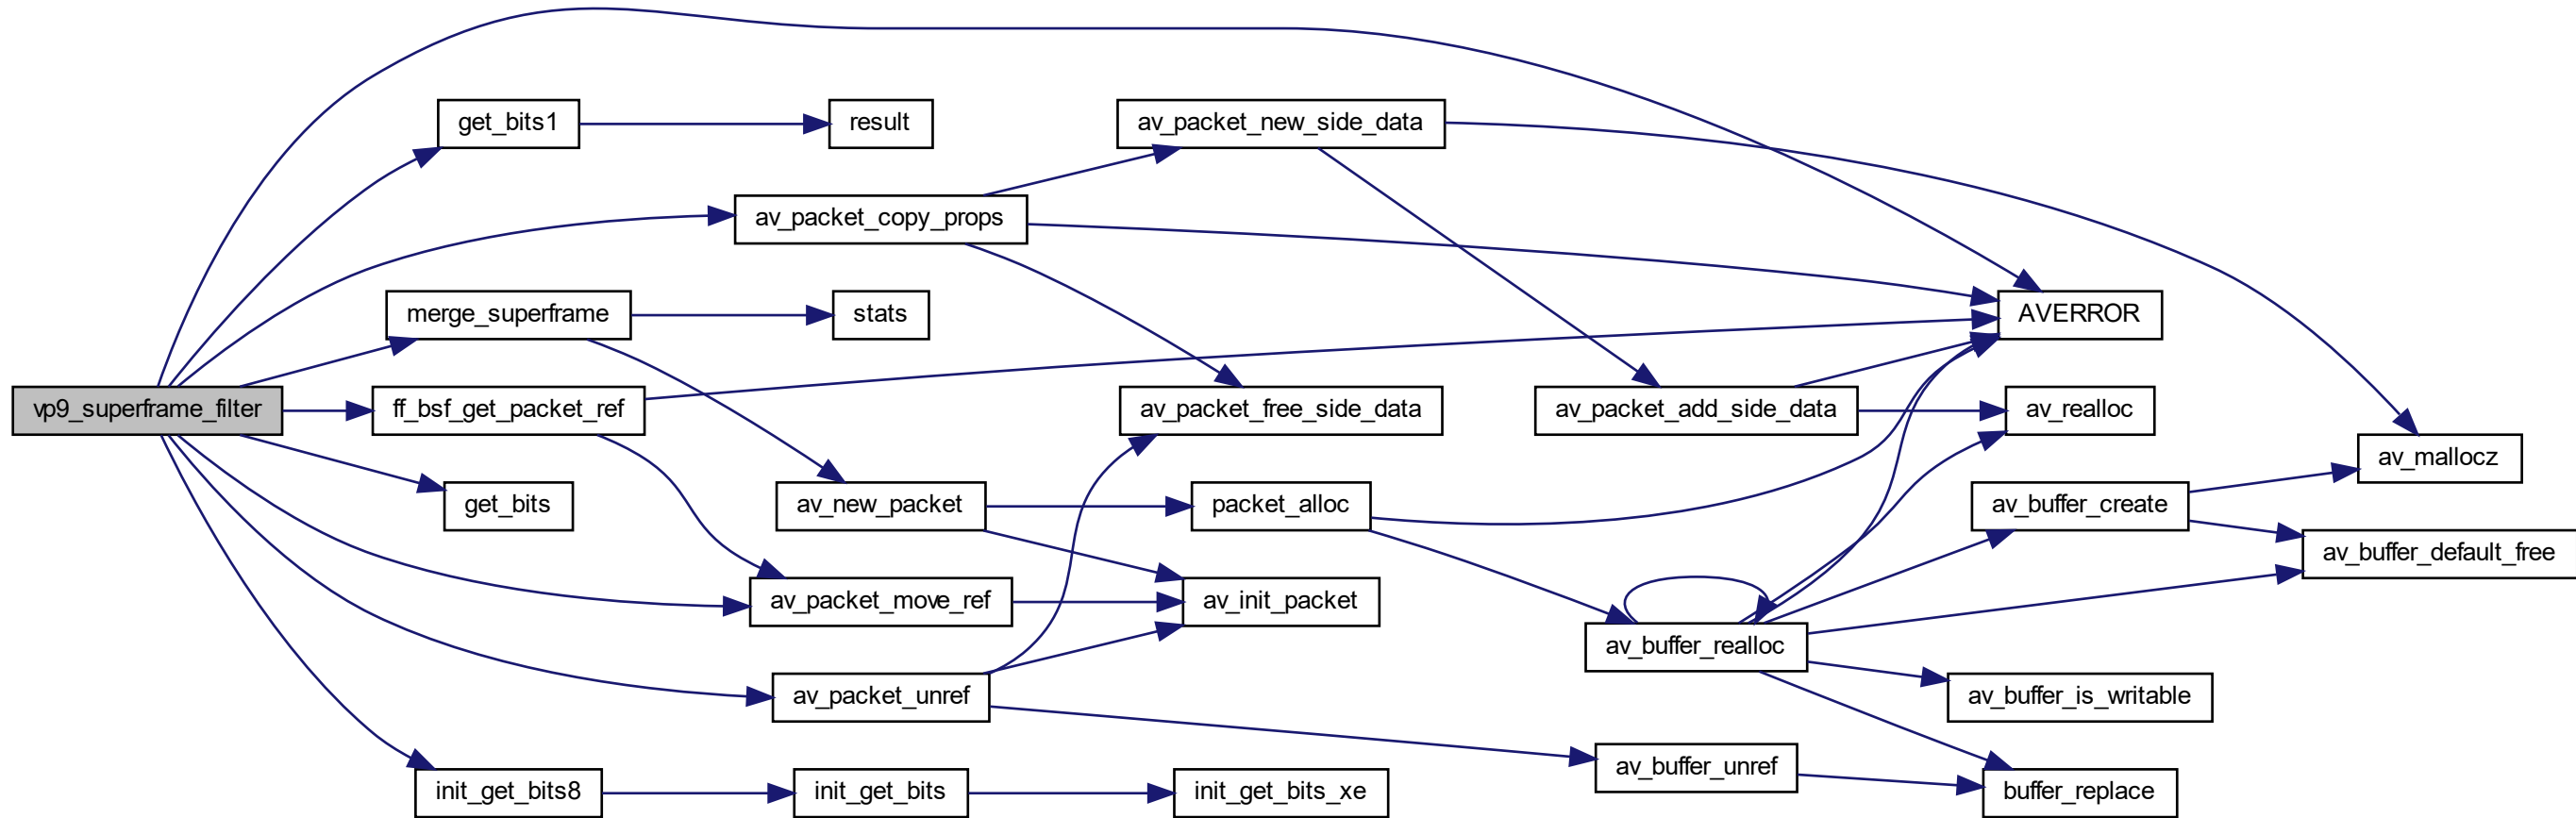 get_bits1
result
av_packet_new_side_data
av_packet_copy_props
merge_superframe
stats
AVERROR
vp9_superframe_filter
ff_bsf_get_packet_ref
av_packet_free_side_data
av_packet_add_side_data
av_realloc
av_mallocz
get_bits
av_new_packet
packet_alloc
av_buffer_create
av_buffer_default_free
av_packet_move_ref
av_init_packet
av_buffer_realloc
av_packet_unref
av_buffer_is_writable
av_buffer_unref
init_get_bits8
init_get_bits
init_get_bits_xe
buffer_replace